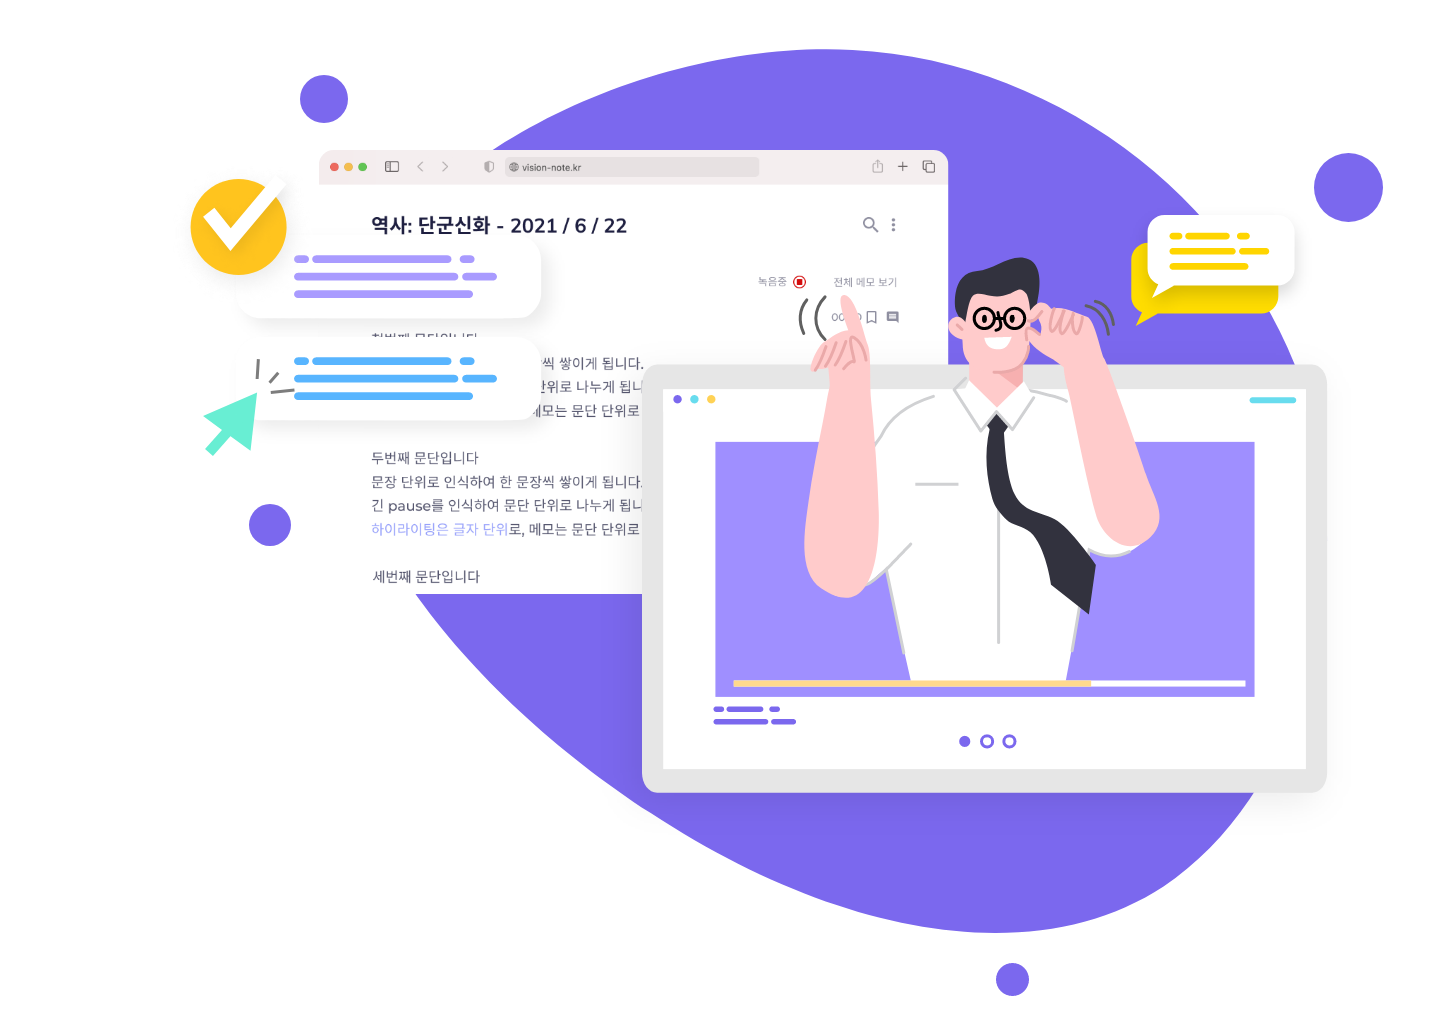 vision-note.kr
역사: 단군신화 - 2021 / 6 / 22
녹음중
전체 메모 보기
쌓이게 됩니다.
나누게 됩니
메모는 문단 단위로
두번째 문단입니다
문장 단위로 인식하여 한 문장씩 쌓이게 됩니다.
긴 pause를 인식하여 문단 단위로 나누게 됩니
하이라이팅은 글자 단위로, 메모는 문단 단위로
세번째 문단입니다